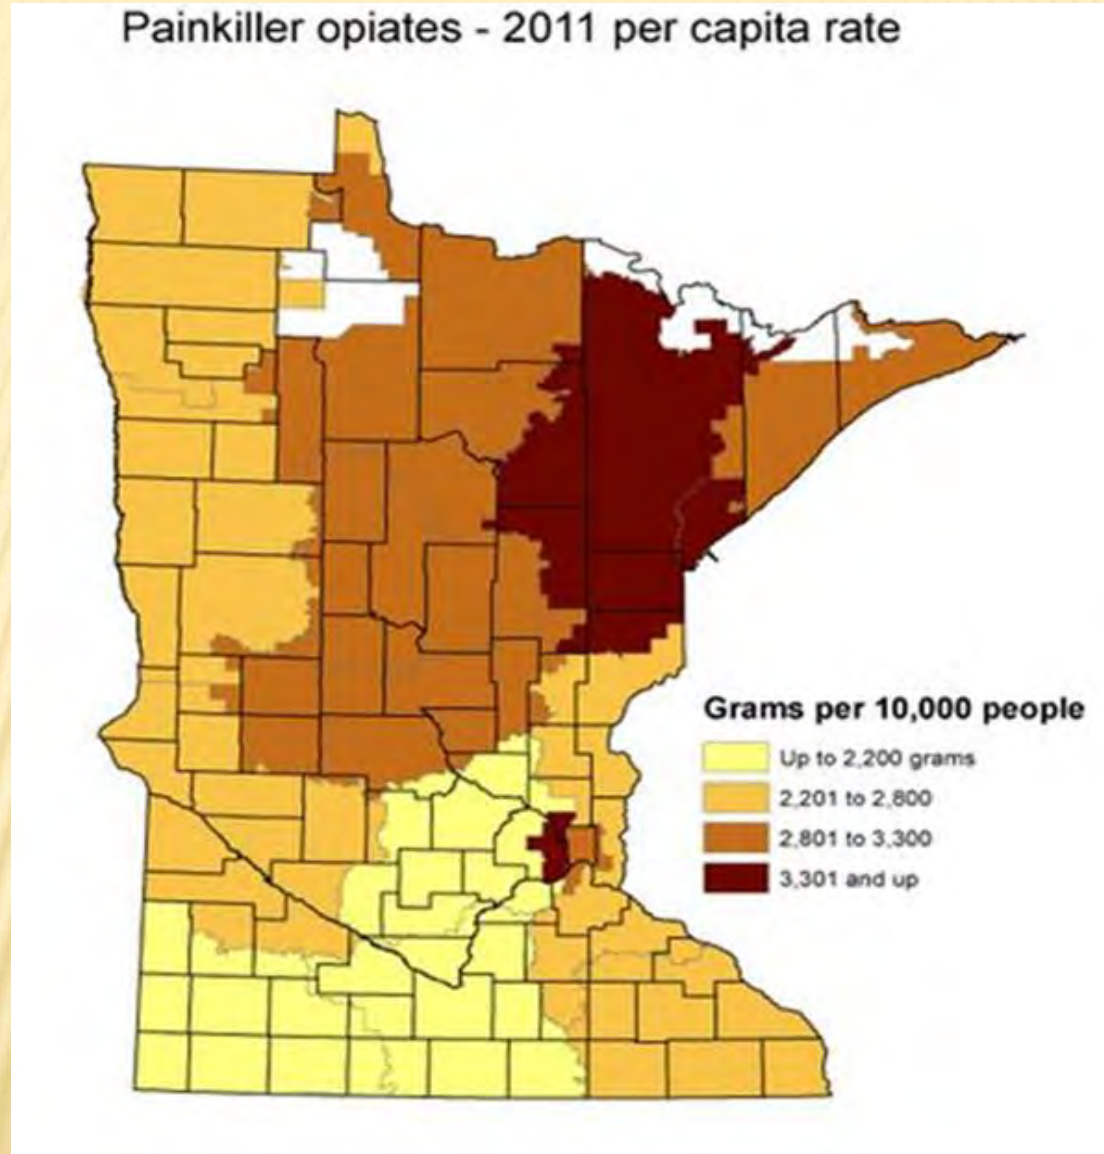 Painkiller opiates - 2011 per capita rate
Grams per 10,000 people
Up to 2,200 grams
2,201 to 2,800
2,801 to 3,300
3,301 and up